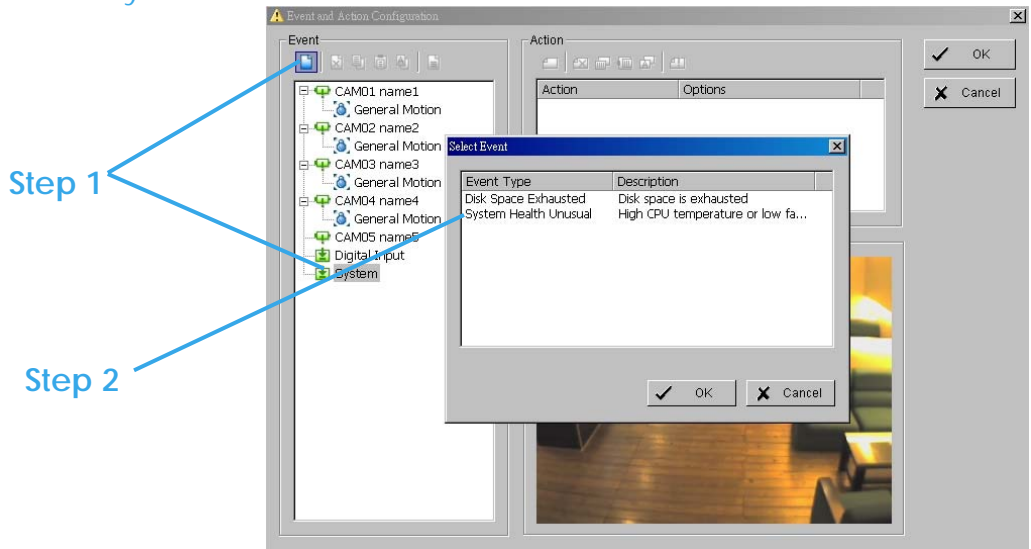 Event and Action Configuration
Event
Action
OK
Cancel
Action Options
CAM01 name1
General Motion
CAM02 name2
General Motion
CAM03 name3
General Motion
CAM04 name4
General Motion
CAM05 name5
Digital Input
System
Select Event
Event Type Description
Disk Space Exhausted Disk space is exhausted
System Health Unusual High CPU temperature or low fa...
OK Cancel
Step 1
Step 2